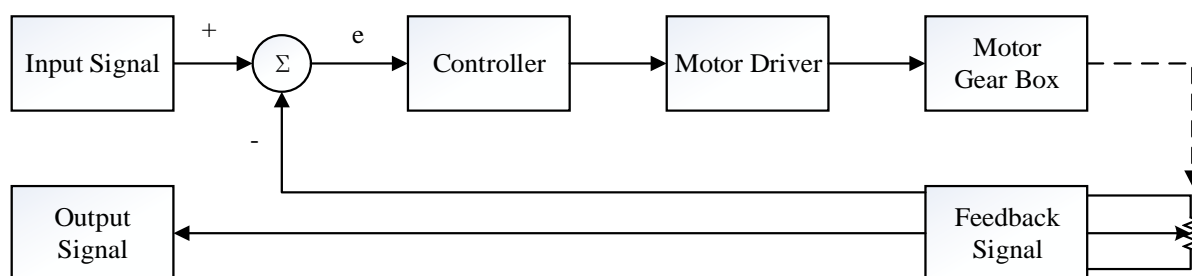 +
e
Input Signal
Σ
Controller
Motor Driver
Motor
Gear Box
-
Output
Signal
Feedback
Signal